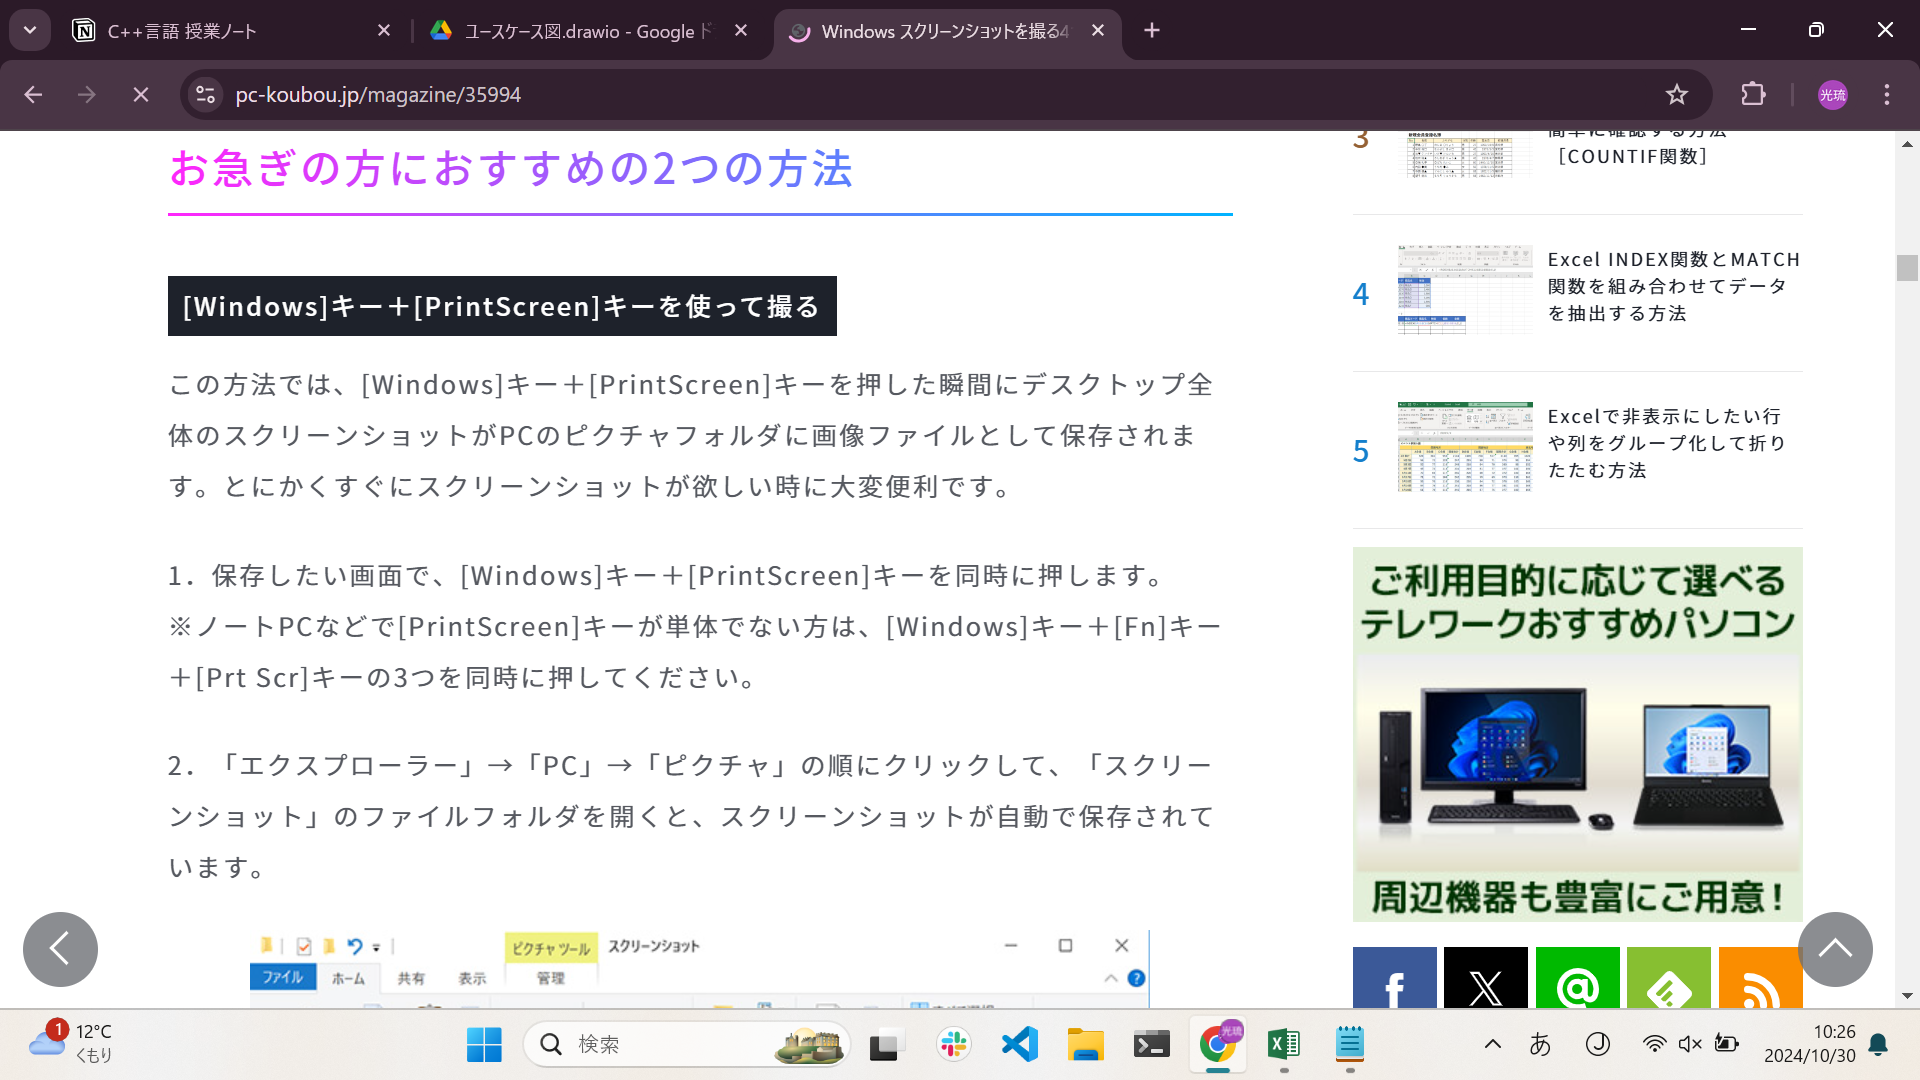 C++言語 授業ノート
ユースケース図.drawio - Google ド
Windows スクリーンショットを撮る4
pc-koubou.jp/magazine/35994
光琉
お急ぎの方におすすめの2つの方法
[Windows]キー＋[PrintScreen]キーを使って撮る
この方法では、[Windows]キー＋[PrintScreen]キーを押した瞬間にデスクトップ全
体のスクリーンショットがPCのピクチャフォルダに画像ファイルとして保存されま
す。とにかくすぐにスクリーンショットが欲しい時に大変便利です。
1．保存したい画面で、[Windows]キー＋[PrintScreen]キーを同時に押します。
※ノートPCなどで[PrintScreen]キーが単体でない方は、[Windows]キー＋[Fn]キー
＋[Prt Scr]キーの3つを同時に押してください。
2．「エクスプローラー」→「PC」→「ピクチャ」の順にクリックして、「スクリー
ンショット」のファイルフォルダを開くと、スクリーンショットが自動で保存されて
います。
ピクチャ ツール
スクリーンショット
ファイル
ホーム
共有
表示
管理
3
簡単に確認する方法
［COUNTIF関数］
4
Excel INDEX関数とMATCH
関数を組み合わせてデータ
を抽出する方法
5
Excelで非表示にしたい行
や列をグループ化して折り
たたむ方法
ご利用目的に応じて選べる
テレワークおすすめパソコン
周辺機器も豊富にご用意！
1
12°C
くもり
検索
光琉
あ
10:26
2024/10/30